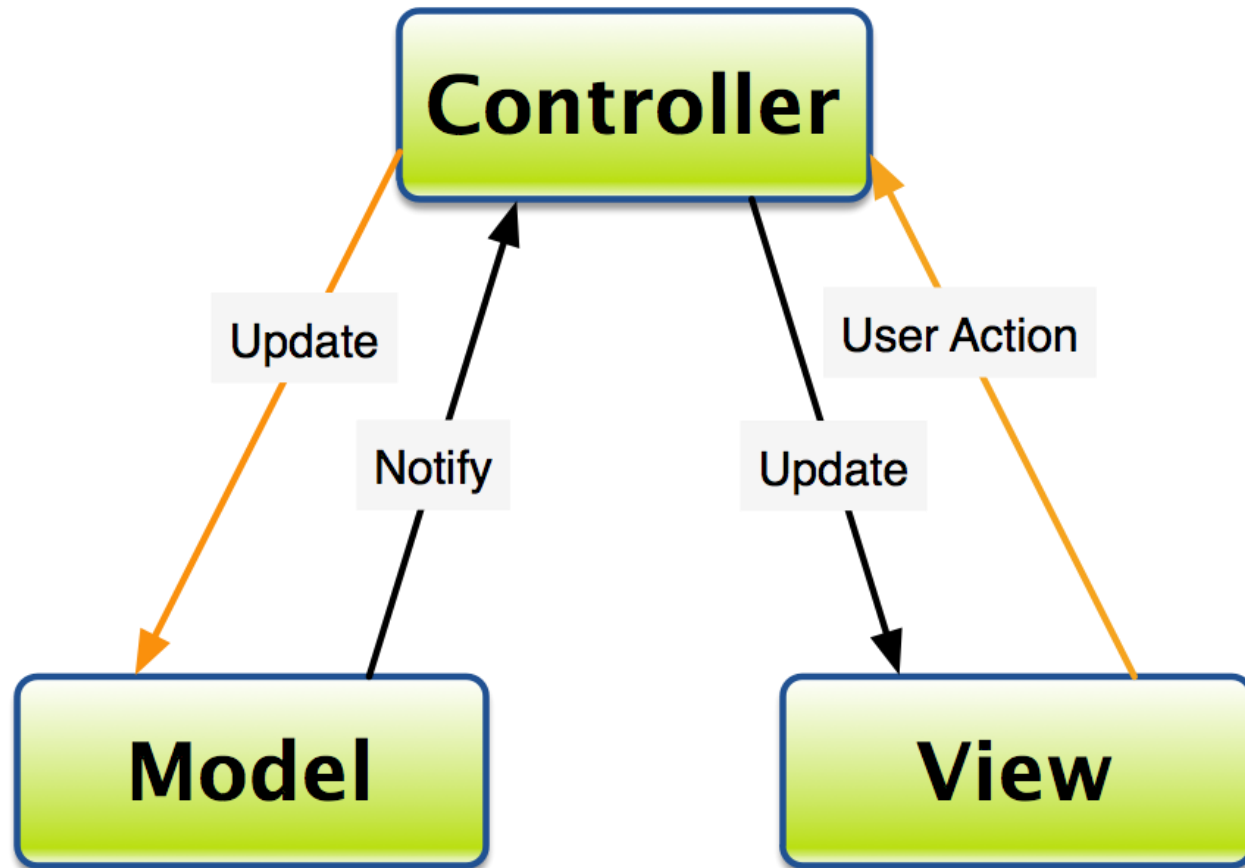 Controller
Update
User Action
Notify
Update
Model
View